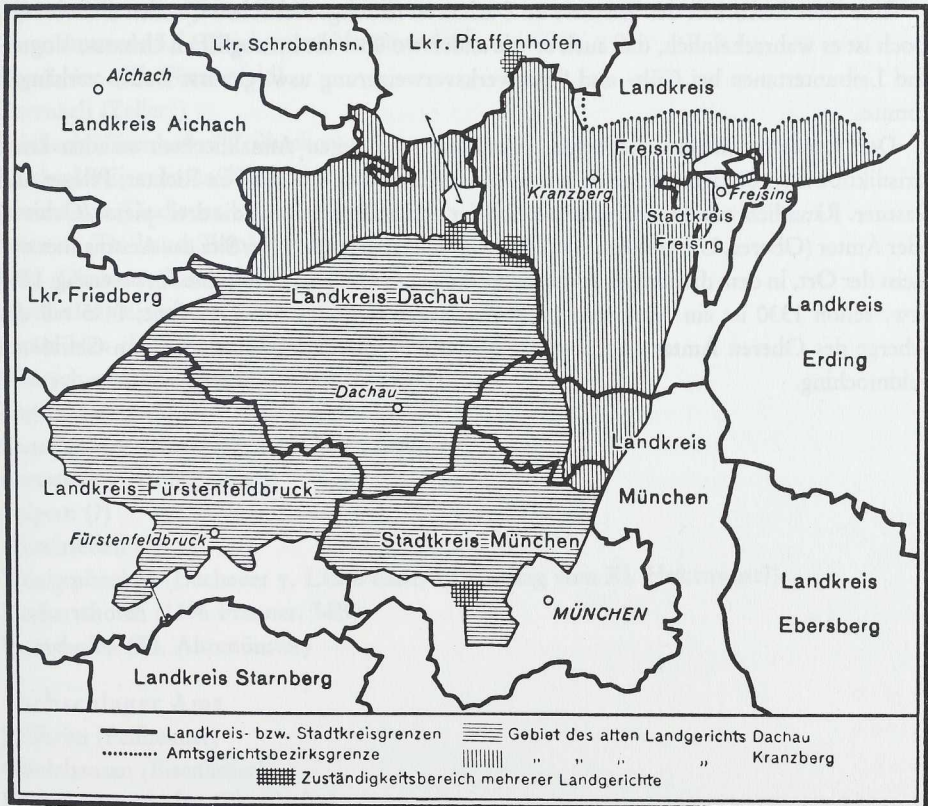 Lkr. Schrobenhsn.
Lkr. Pfaffenhofen
Aichach
Landkreis Aichach
Landkreis
Freising
Kranzberg
Freising
Stadtkreis
Freising
Lkr. Friedberg
Landkreis Dachau
Landkreis
Erding
Dachau
Landkreis
München
Landkreis Fürstenfeldbruck
Fürstenfeldbruck
Stadtkreis München
MÜNCHEN
Landkreis
Ebersberg
Landkreis Starnberg
Landkreis- bzw. Stadtkreisgrenzen
Amtsgerichtsbezirksgrenze
Gebiet des alten Landgerichts Dachau
" " " " Kranzberg
Zuständigkeitsbereich mehrerer Landgerichte